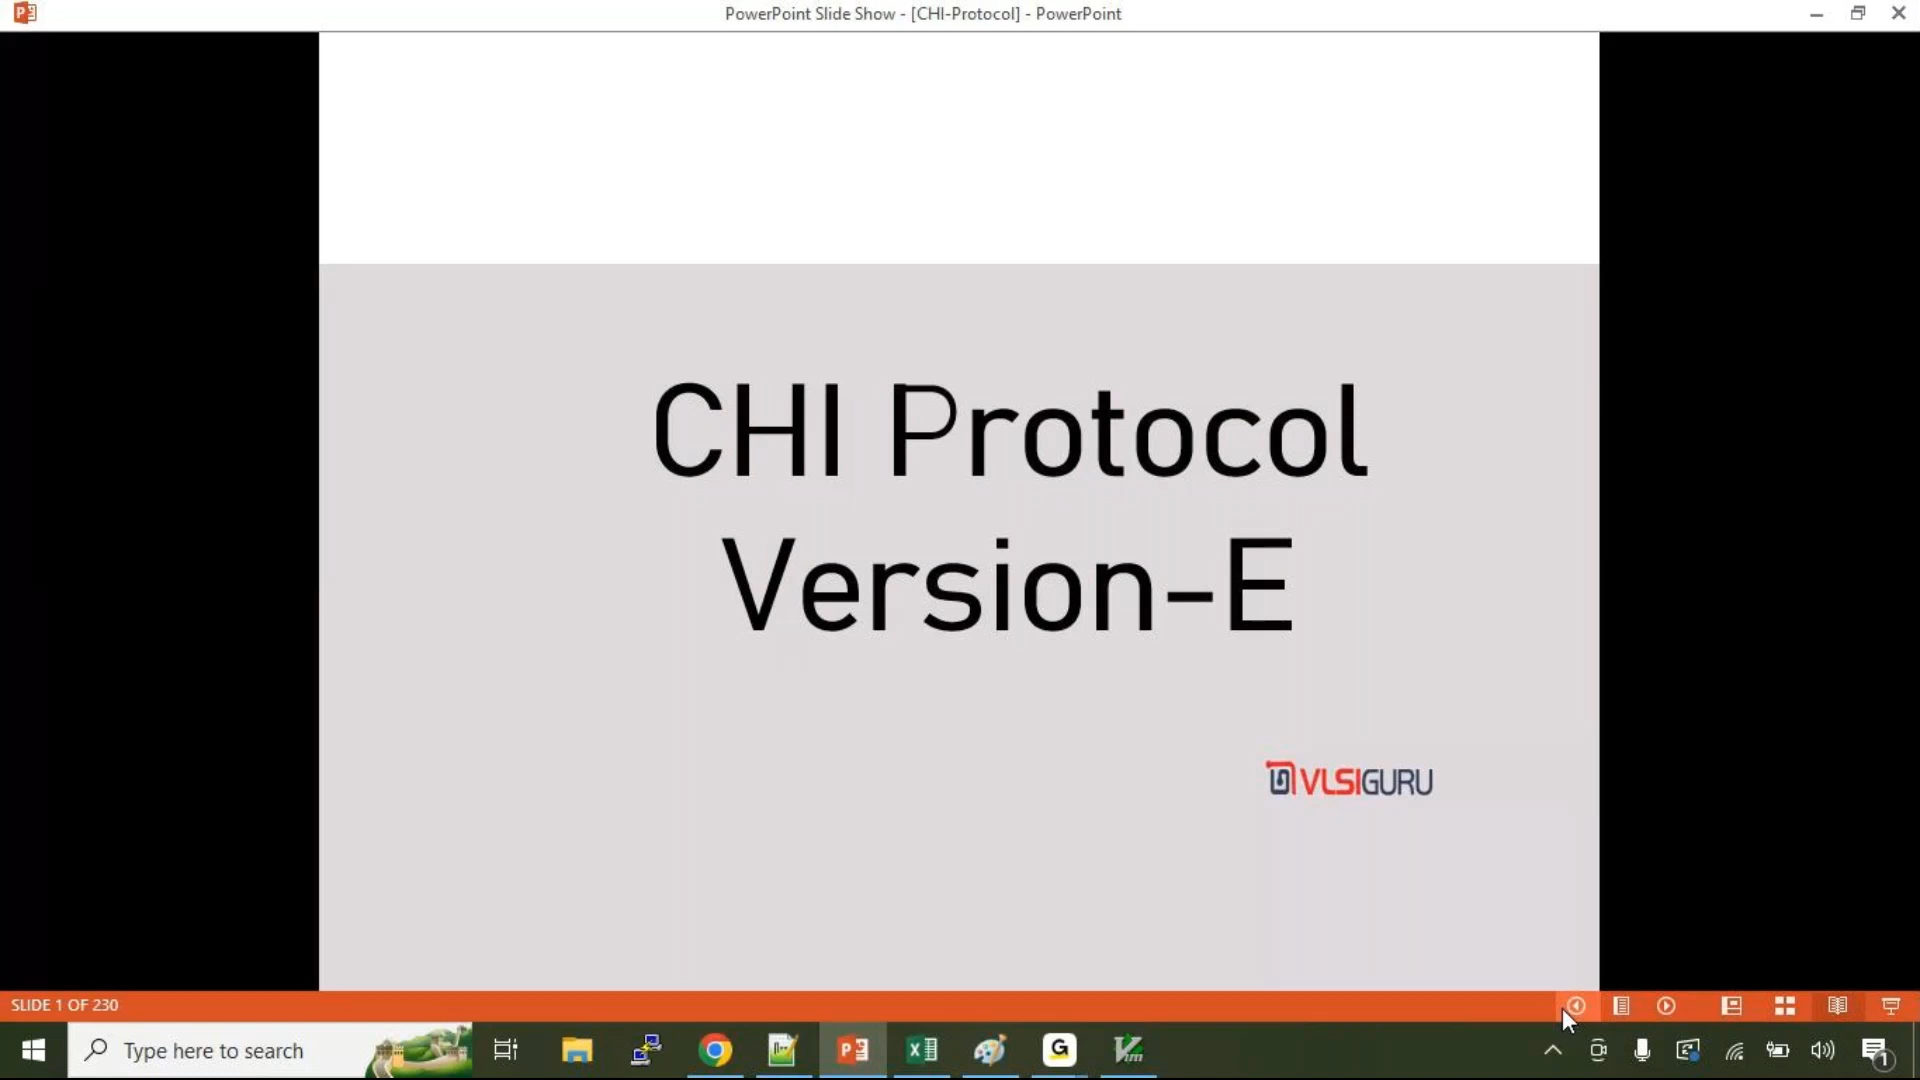 PowerPoint Slide Show - [CHI-Protocol] - PowerPoint
CHI Protocol
Version-E
VLSIGURU
SLIDE 1 OF 230
Type here to search